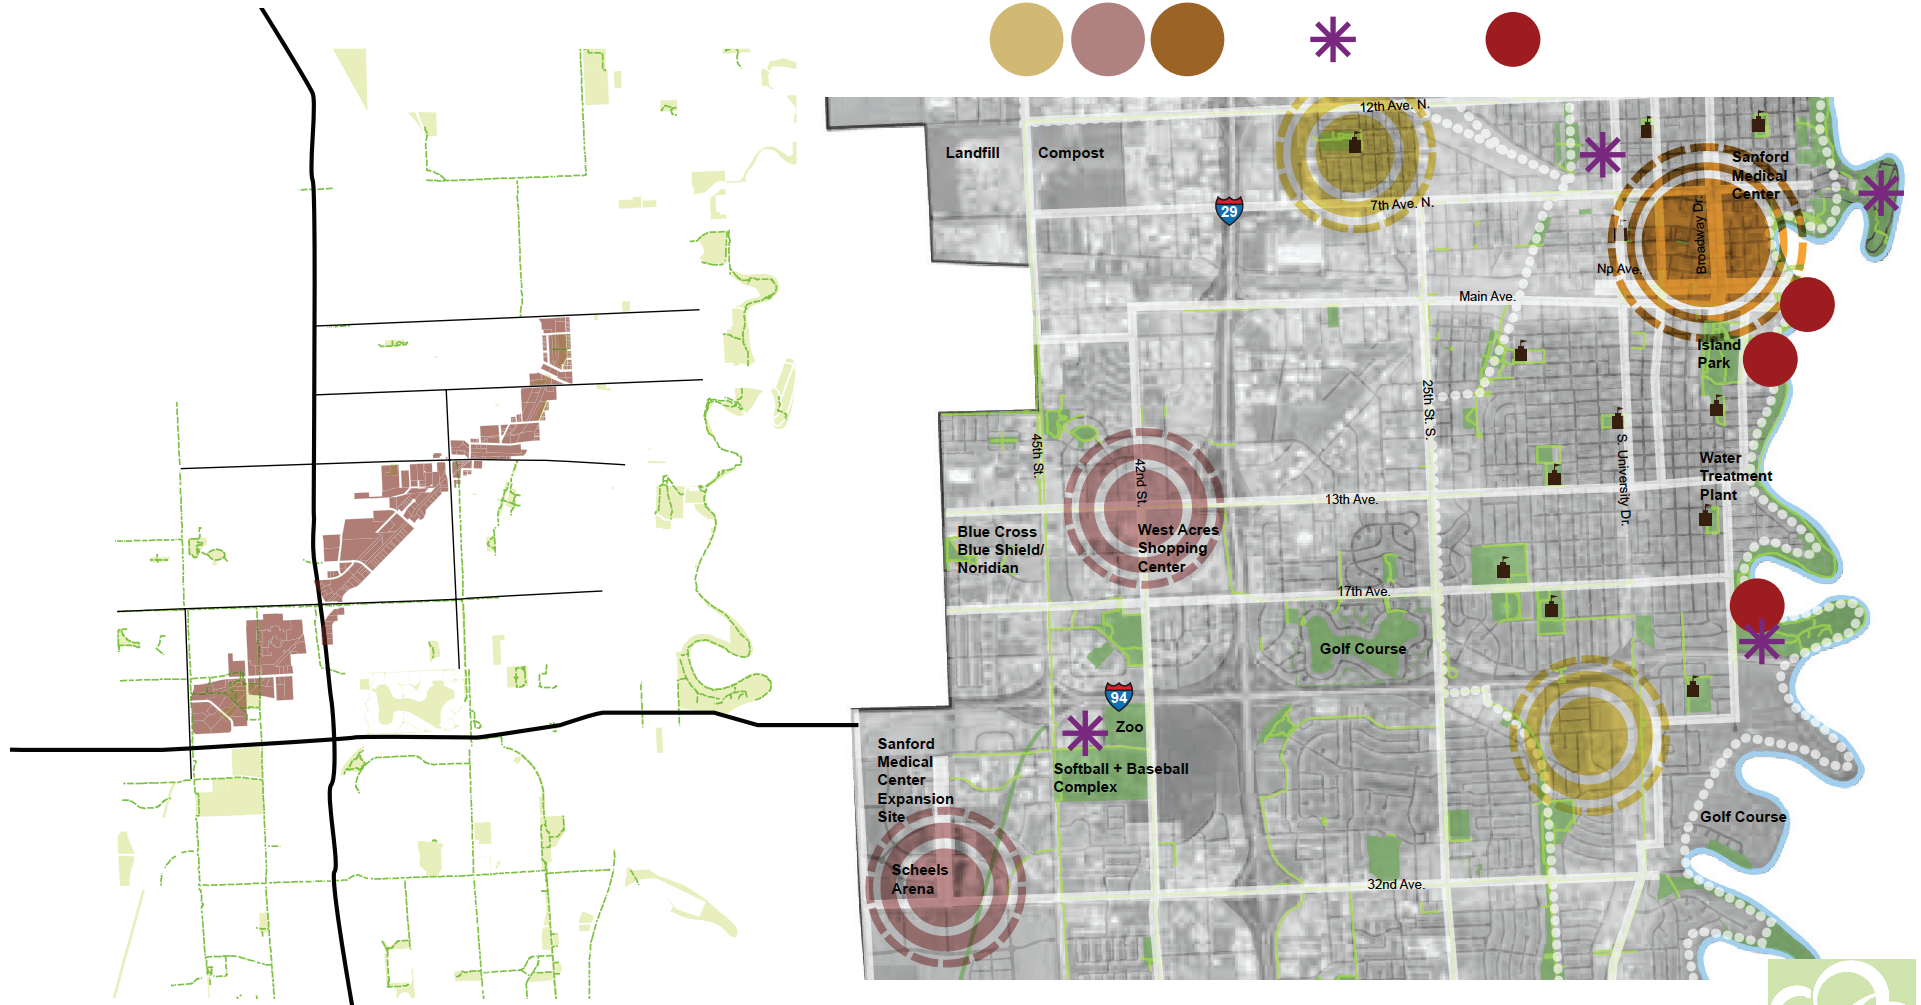 12th Ave. N.
Landfill
Compost
Sanford
Medical
Center
7th Ave. N.
29
Broadway Dr.
Np Ave.
Main Ave.
Island
Park
25th St. S.
45th St.
42nd St.
S. University Dr.
Water
Treatment
Plant
13th Ave.
Blue Cross
Blue Shield/
Noridian
West Acres
Shopping
Center
17th Ave.
Golf Course
94
Zoo
Sanford
Medical
Center
Expansion
Site
Softball + Baseball
Complex
Golf Course
Scheels
Arena
32nd Ave.